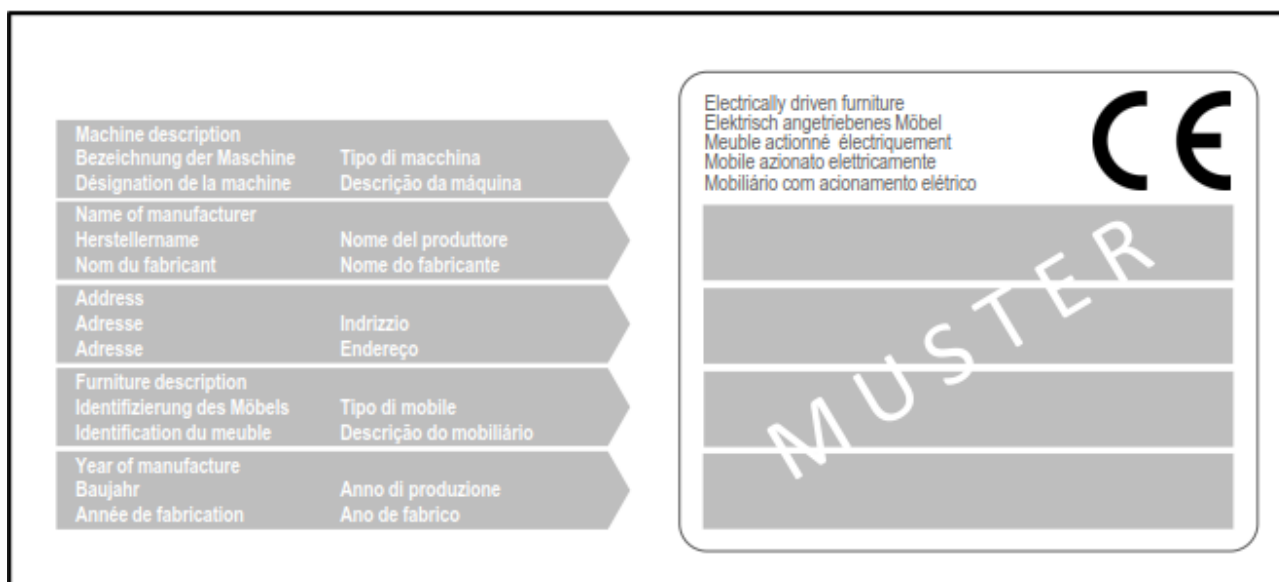 Machine description
Bezeichnung der Maschine Tipo di macchina
Désignation de la machine Descrição da máquina
Name of manufacturer
Herstellername Nome del produttore
Nom du fabricant Nome do fabricante
Address
Adresse Indrizzio
Adresse Endereço
Furniture description
Identifizierung des Möbels Tipo di mobile
Identification du meuble Descrição do mobiliário
Year of manufacture
Baujahr Anno di produzione
Année de fabrication Ano de fabrico
Electrically driven furniture
Elektrisch angetriebenes Möbel
Meuble actionné électriquement
Mobile azionato elettricamente
Mobiliário com acionamento elétrico
CE
MUSTER